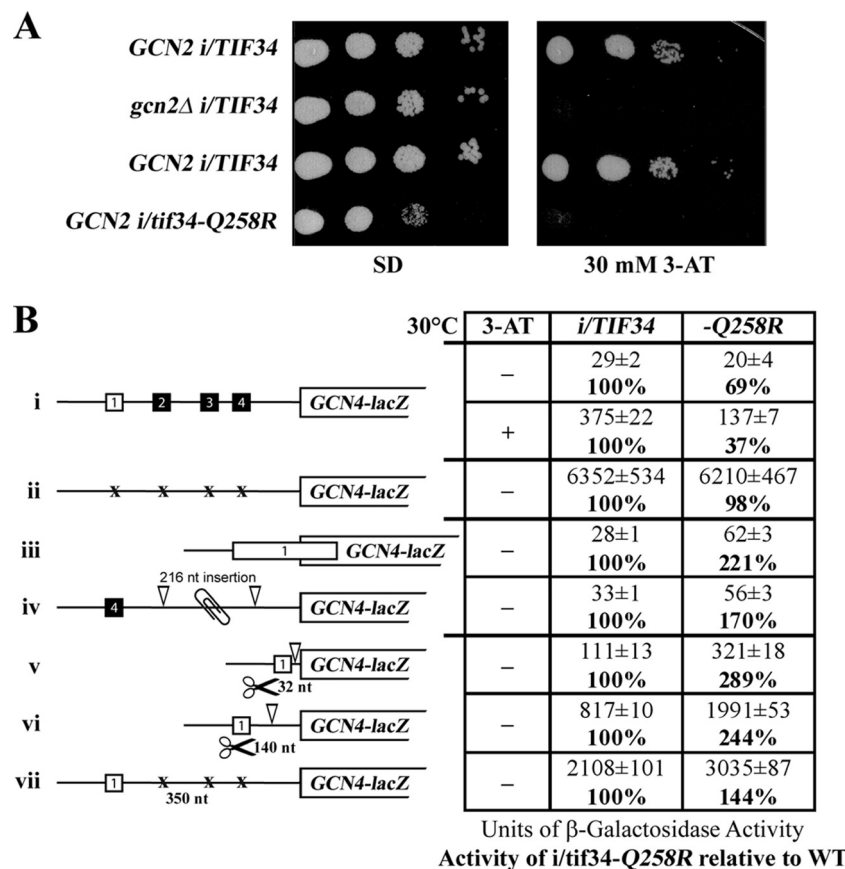 A
GCN2 i/TIF34
gcn2Δ i/TIF34
GCN2 i/TIF34
GCN2 i/tif34-Q258R
SD 30 mM 3-AT
B
30°C 3-AT i/TIF34 -Q258R
i 1 2 3 4 GCN4-lacZ
– 29±2 20±4
100% 69%
+ 375±22 137±7
100% 37%
ii x x x x GCN4-lacZ – 6352±534 6210±467
100% 98%
iii 1 GCN4-lacZ – 28±1 62±3
100% 221%
216 nt insertion
iv 4 GCN4-lacZ – 33±1 56±3
100% 170%
v 1 GCN4-lacZ – 111±13 321±18
32 nt 100% 289%
vi 1 GCN4-lacZ – 817±10 1991±53
140 nt 100% 244%
vii 1 x x x GCN4-lacZ – 2108±101 3035±87
350 nt 100% 144%
Units of β-Galactosidase Activity
Activity of i/tif34-Q258R relative to WT